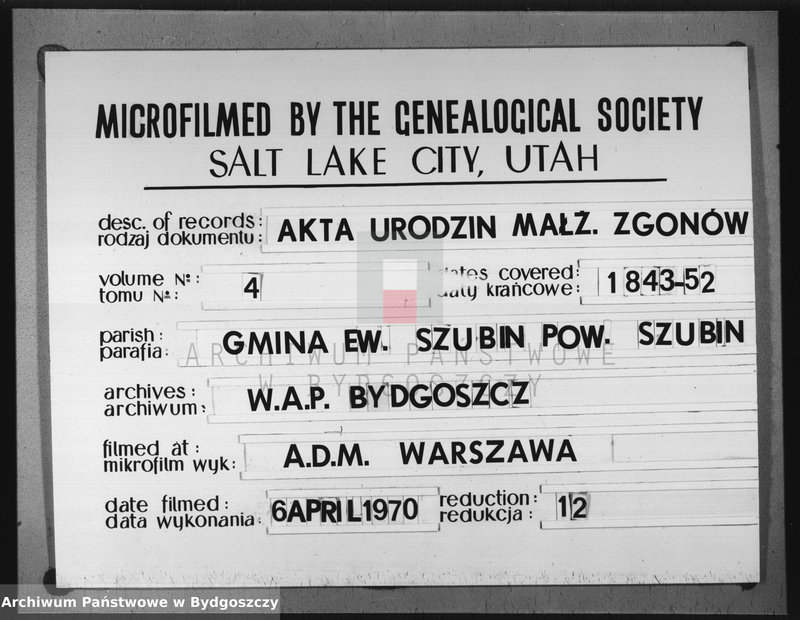 MICROFILMED BY THE GENEALOGICAL SOCIETY
SALT LAKE CITY, UTAH
desc. of records: AKTA URODZIN MAŁŻ. ZGONÓW
rodzaj dokumentu:
volume №: 4 dates covered: 1843-52
tomu №: daty krańcowe:
parish: GMINA EW. SZUBIN POW. SZUBIN
parafia:
ARCHIWUM PAŃSTWOWE
W BYDGOSZCZY
archives: W.A.P. BYDGOSZCZ
archiwum:
filmed at: A.D.M. WARSZAWA
mikrofilm wyk:
date filmed: 6APRIL1970 reduction: 12
data wykonania: redukcja:
Archiwum Państwowe w Bydgoszczy